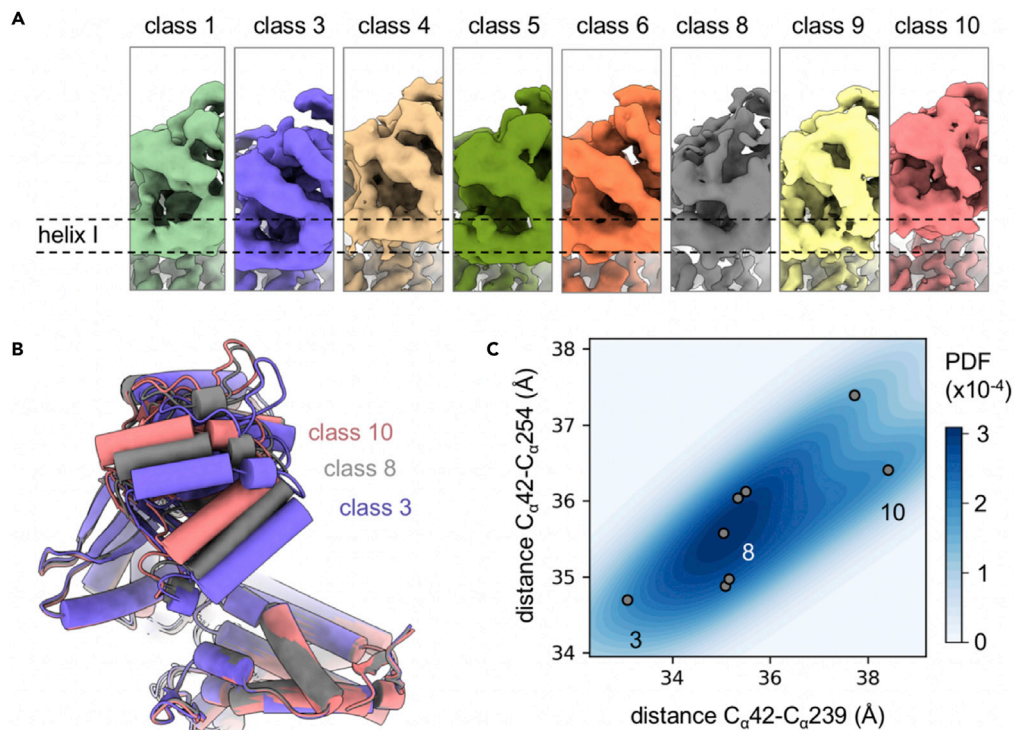 A
class 1 class 3 class 4 class 5 class 6 class 8 class 9 class 10
helix I
B
class 10
class 8
class 3
C
distance Cα42-Cα254 (Å)
38
37
36
35
34
34 36 38
distance Cα42-Cα239 (Å)
3
8
10
PDF
(x10⁻⁴)
3
2
1
0